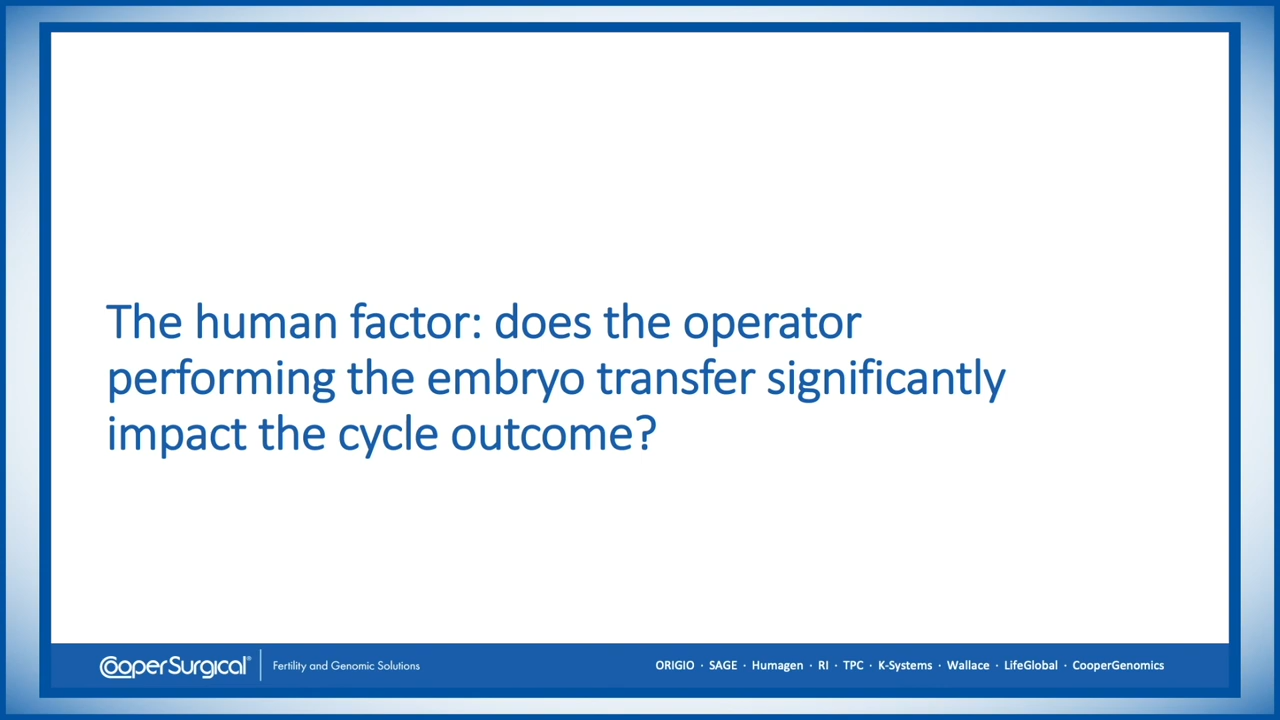 The human factor: does the operator
performing the embryo transfer significantly
impact the cycle outcome?
CooperSurgical® Fertility and Genomic Solutions ORIGIO · SAGE · Humagen · RI · TPC · K-Systems · Wallace · LifeGlobal · CooperGenomics